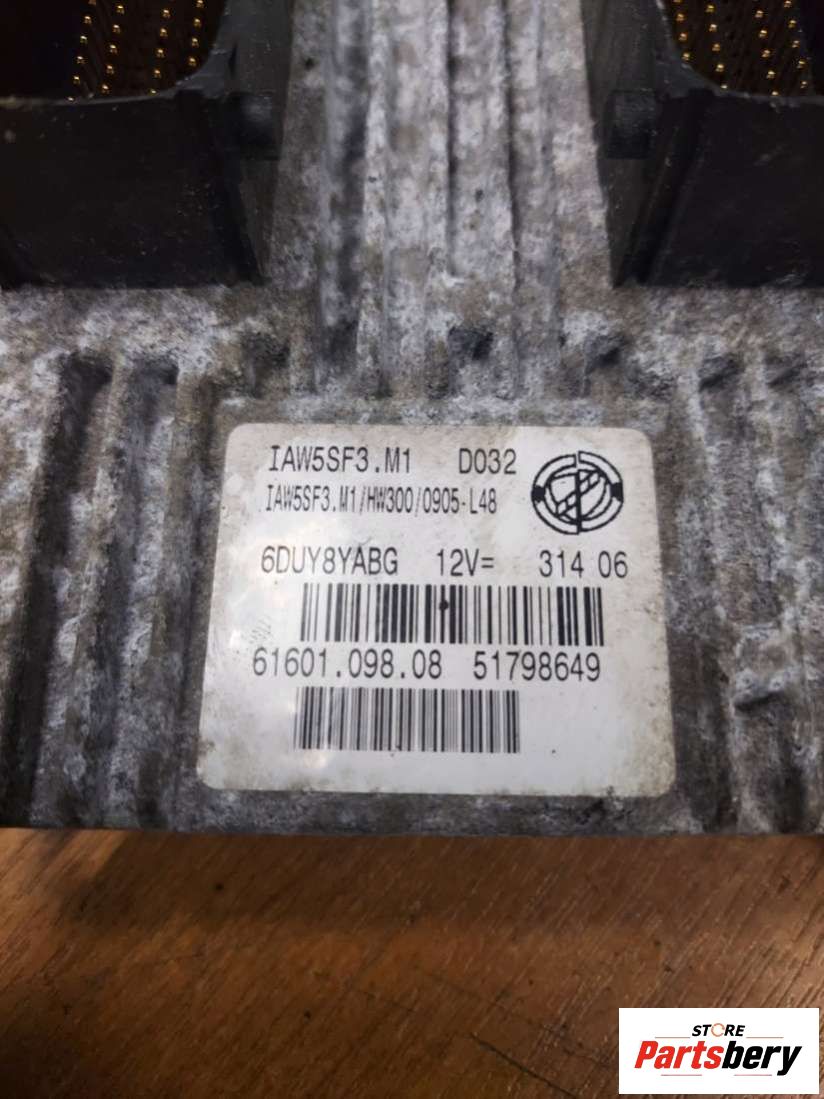 IAW5SF3.M1 D032
IAW5SF3.M1/HW300/0905-L48
6DUY8YABG 12V= 314 06
61601.098.08 51798649
STORE
Partsbery